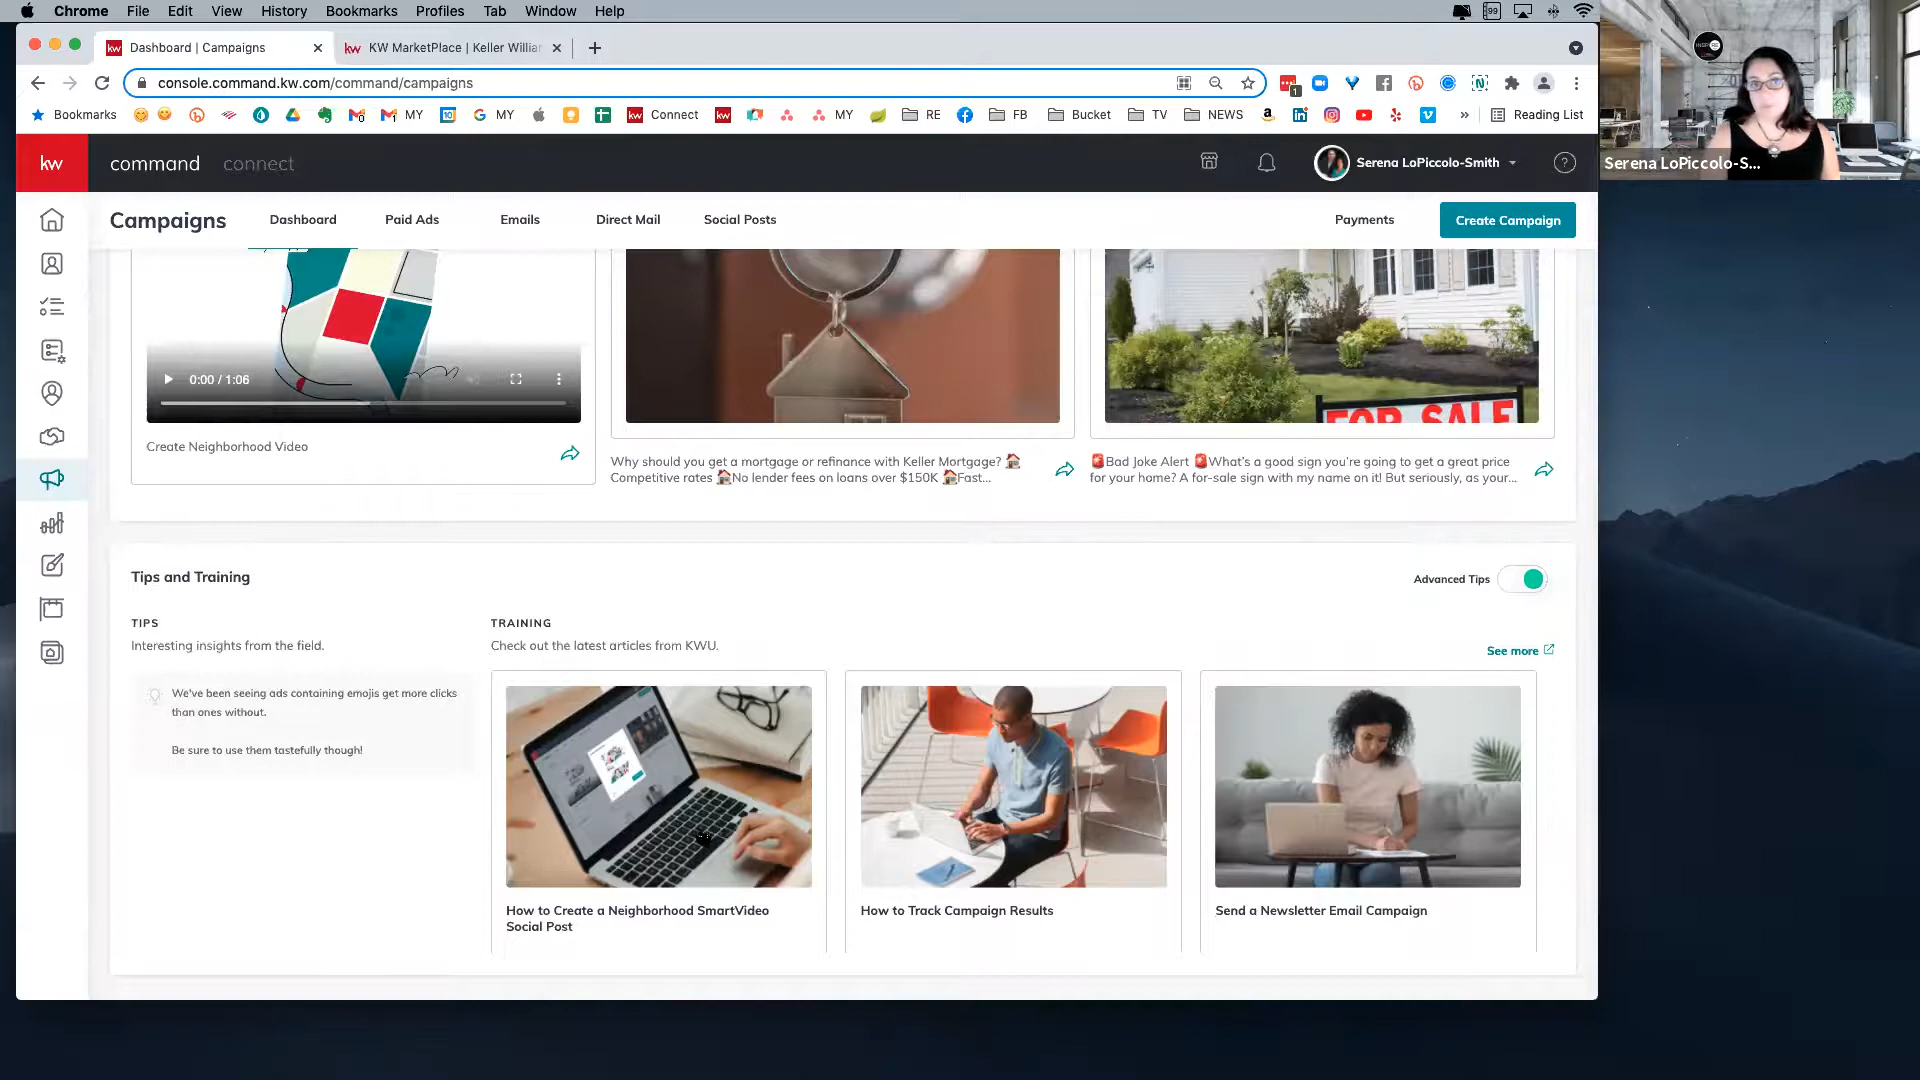 Chrome File Edit View History Bookmarks Profiles Tab Window Help
99
Dashboard | Campaigns
kw KW MarketPlace | Keller Willia
console.command.kw.com/command/campaigns
1
Bookmarks MY MY Connect RE FB Bucket TV NEWS » Reading List
kw command connect
Serena LoPiccolo-Smith
?
INSPIRE
Serena LoPiccolo-S...
Campaigns Dashboard Paid Ads Emails Direct Mail Social Posts Payments Create Campaign
0:00 / 1:06
FOR SALE
Create Neighborhood Video
Why should you get a mortgage or refinance with Keller Mortgage? 🏠
Competitive rates 🏠No lender fees on loans over $150K 🏠Fast...
🚨Bad Joke Alert 🚨What's a good sign you're going to get a great price
for your home? A for-sale sign with my name on it! But seriously, as your...
Tips and Training
Advanced Tips
TIPS
Interesting insights from the field.
We've been seeing ads containing emojis get more clicks
than ones without.
Be sure to use them tastefully though!
TRAINING
Check out the latest articles from KWU.
See more
How to Create a Neighborhood SmartVideo
Social Post
How to Track Campaign Results
Send a Newsletter Email Campaign